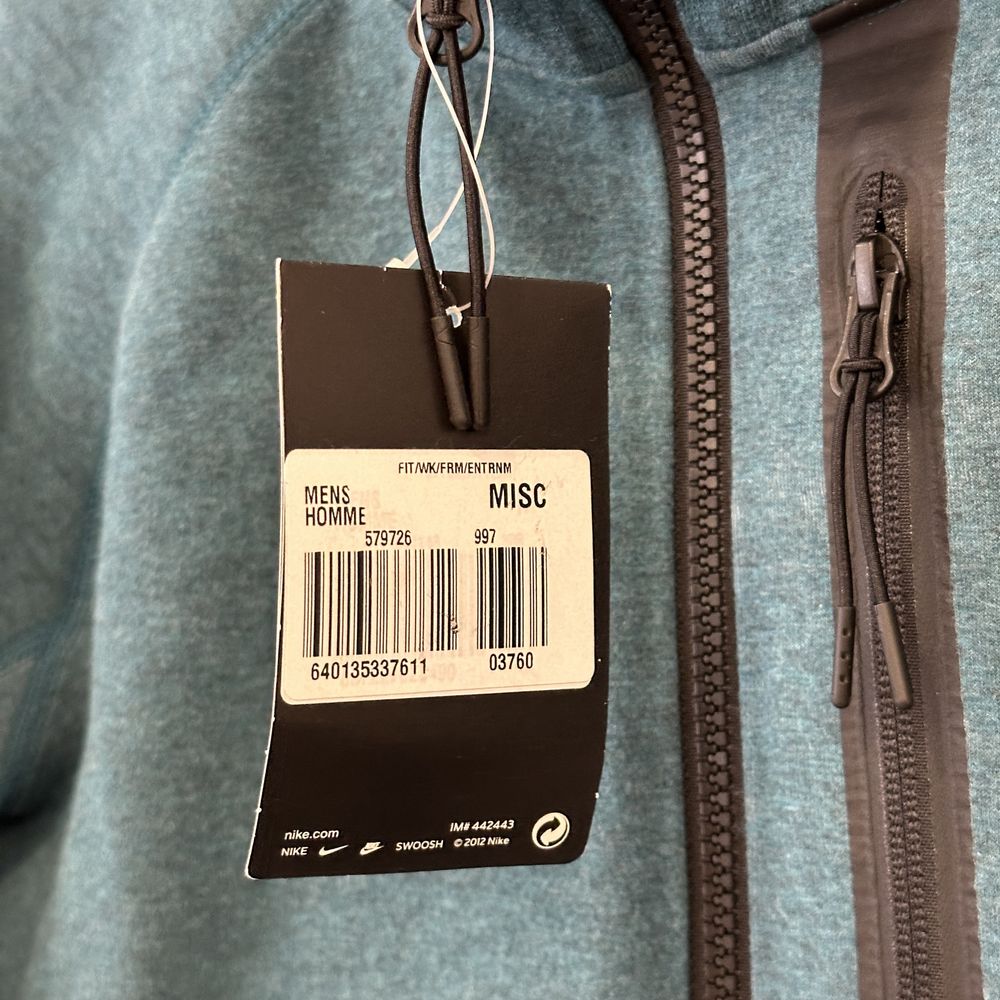 FIT/WK/FRM/ENTRNM
MENS MISC
HOMME
579726 997
640135337611 03760
nike.com IM# 442443
NIKE SWOOSH © 2012 Nike